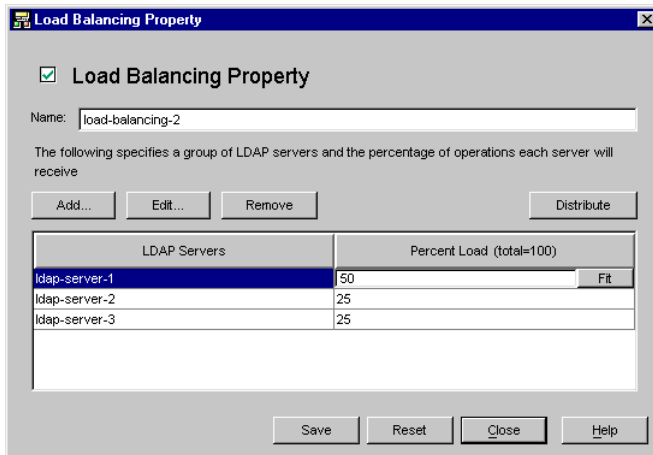 Load Balancing Property
Load Balancing Property
Name: load-balancing-2
The following specifies a group of LDAP servers and the percentage of operations each server will
receive
Add... Edit... Remove Distribute
LDAP Servers Percent Load (total=100)
ldap-server-1 50 Fit
ldap-server-2 25
ldap-server-3 25
Save Reset Close Help